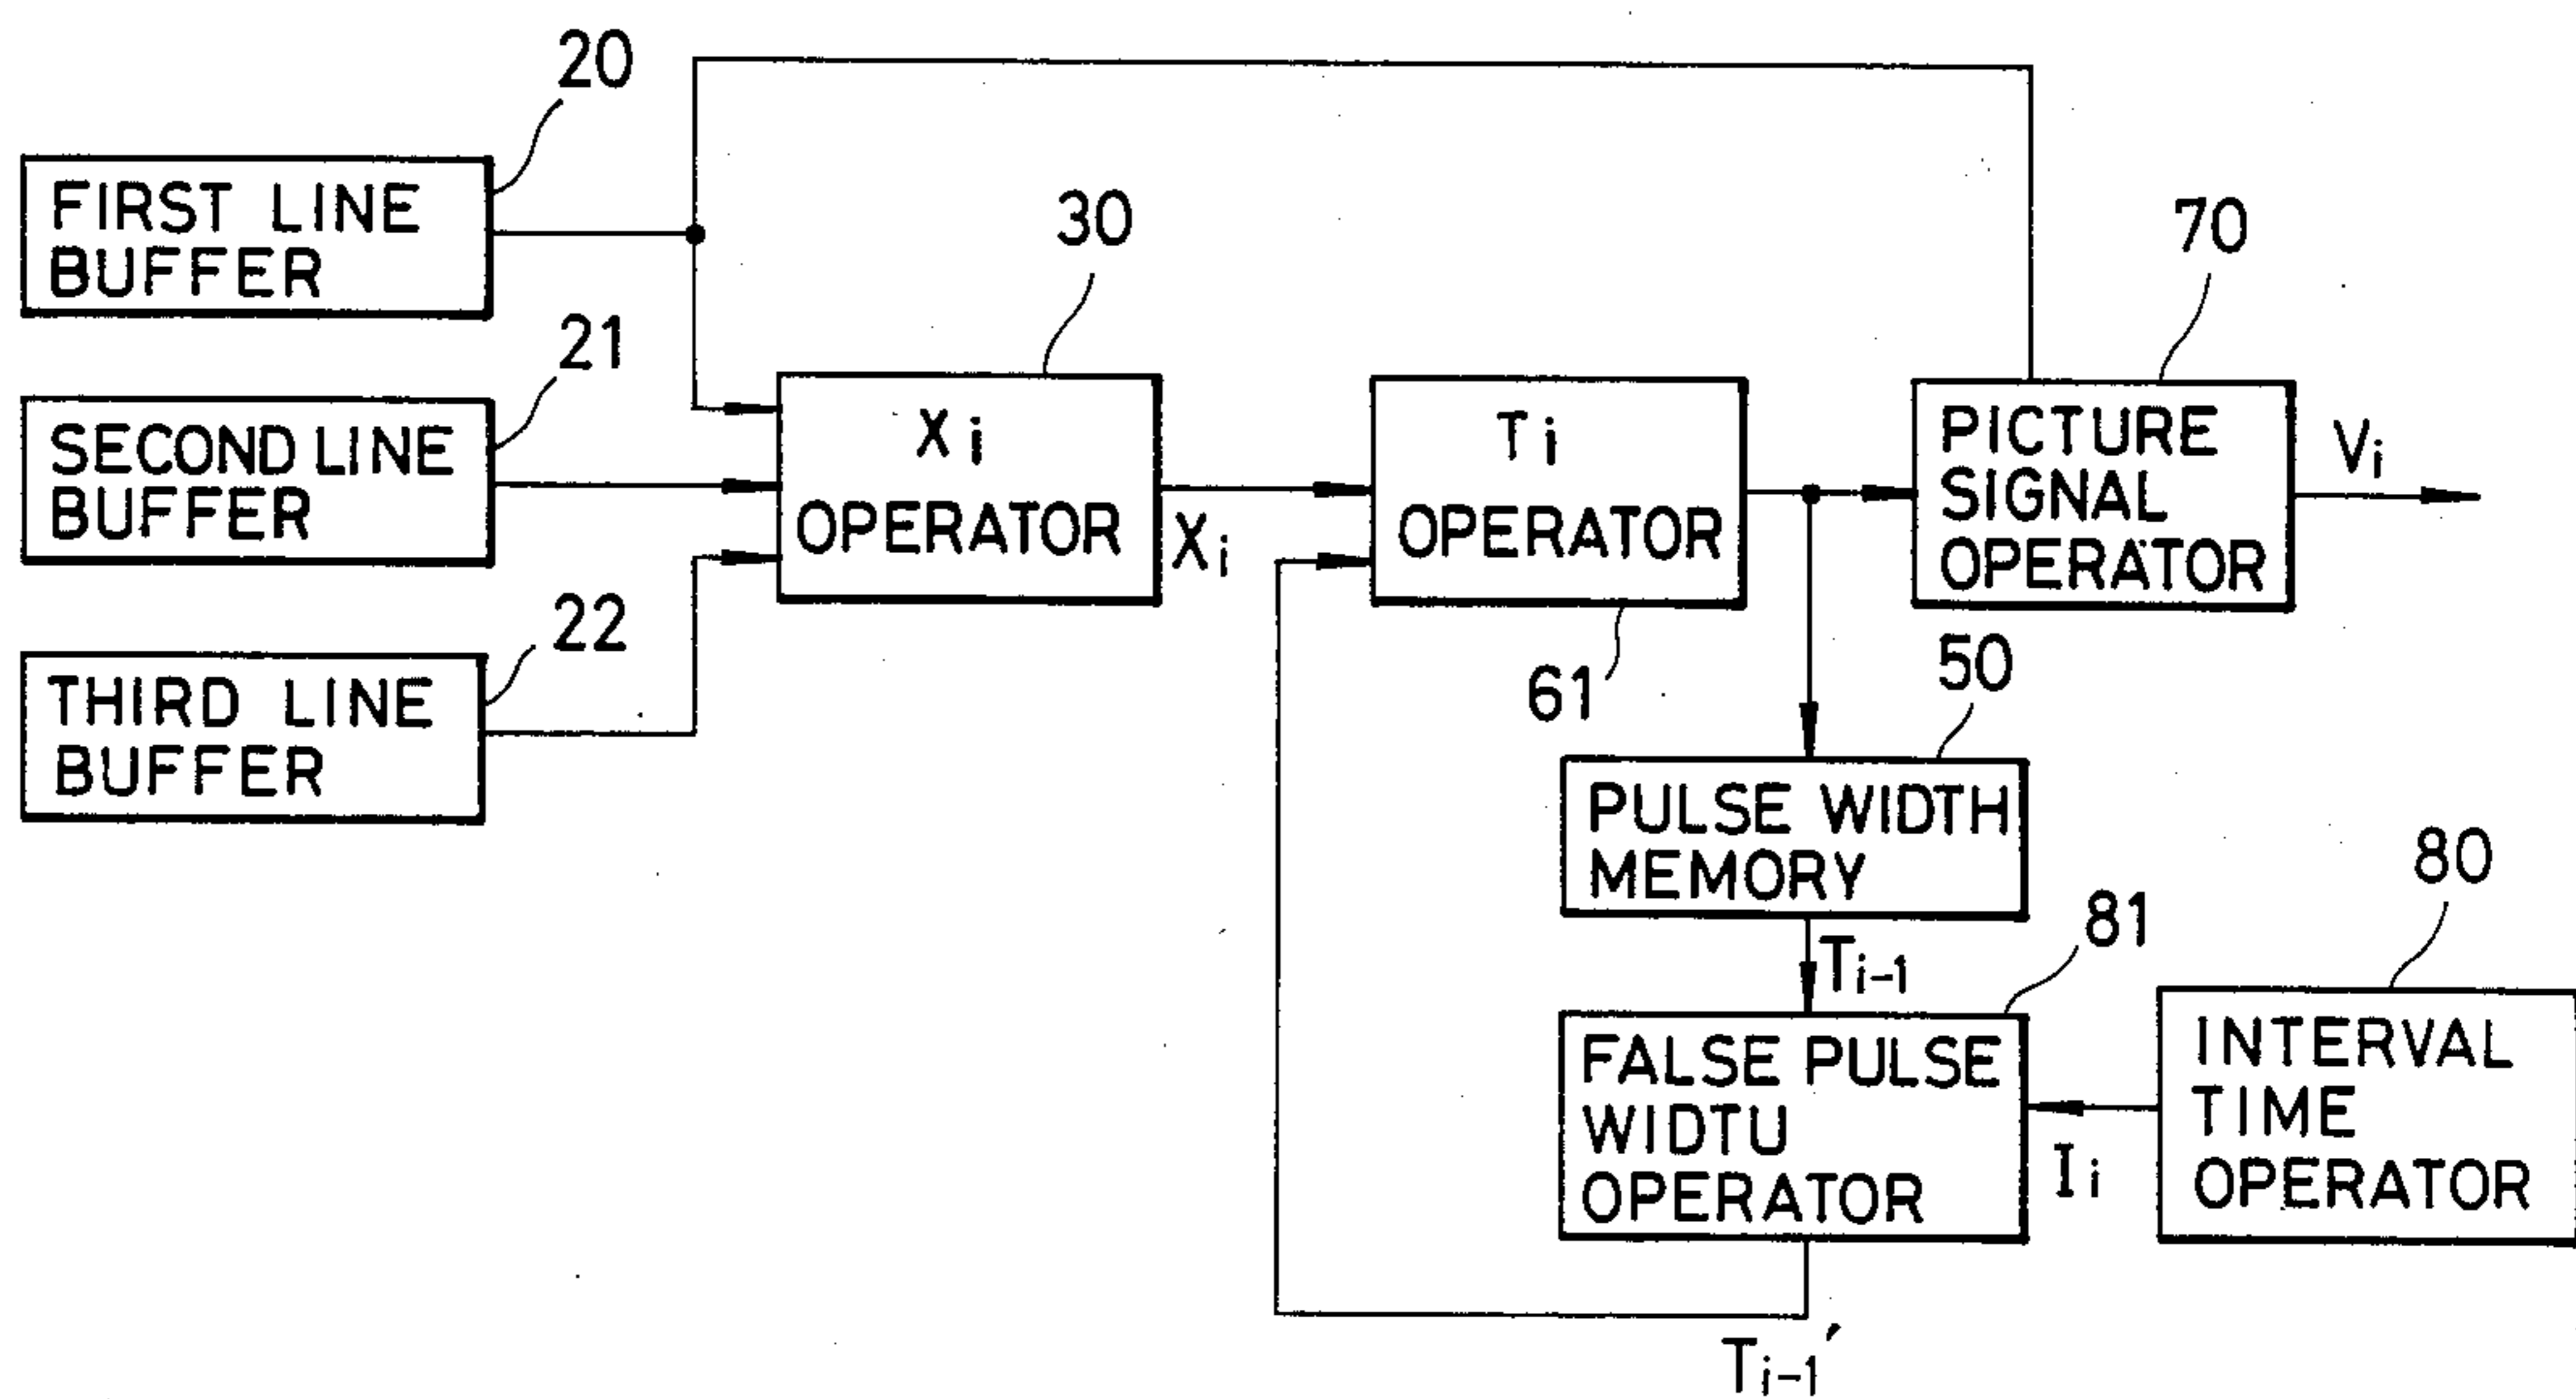 20
FIRST LINE
BUFFER
21
SECOND LINE
BUFFER
22
THIRD LINE
BUFFER
30
Xi
OPERATOR
Xi
Ti
OPERATOR
61
70
PICTURE
SIGNAL
OPERATOR
Vi
50
PULSE WIDTH
MEMORY
Ti-1
81
FALSE PULSE
WIDTU
OPERATOR
80
INTERVAL
TIME
OPERATOR
Ii
Ti-1'